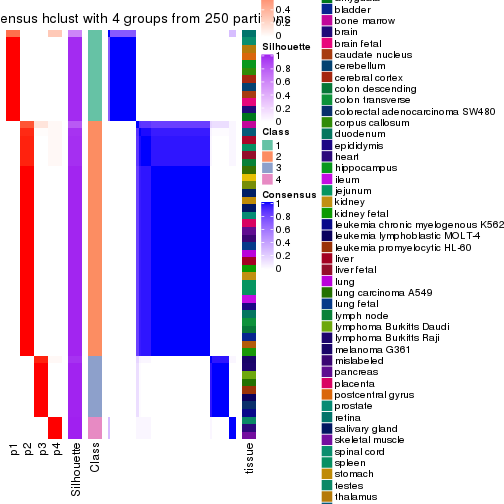 ensus hclust with 4 groups from 250 parti
p1
p2
p3
p4
Silhouette
Class
tissue
0.4
0.2
0
Silhouette
1
0.8
0.6
0.4
0.2
0
Class
1
2
3
4
Consensus
1
0.8
0.6
0.4
0.2
0
bladder
bone marrow
brain
brain fetal
caudate nucleus
cerebellum
cerebral cortex
colon descending
colon transverse
colorectal adenocarcinoma SW480
corpus callosum
duodenum
epididymis
heart
hippocampus
ileum
jejunum
kidney
kidney fetal
leukemia chronic myelogenous K562
leukemia lymphoblastic MOLT-4
leukemia promyelocytic HL-60
liver
liver fetal
lung
lung carcinoma A549
lung fetal
lymph node
lymphoma Burkitts Daudi
lymphoma Burkitts Raji
melanoma G361
mislabeled
pancreas
placenta
postcentral gyrus
prostate
retina
salivary gland
skeletal muscle
spinal cord
spleen
stomach
testes
thalamus